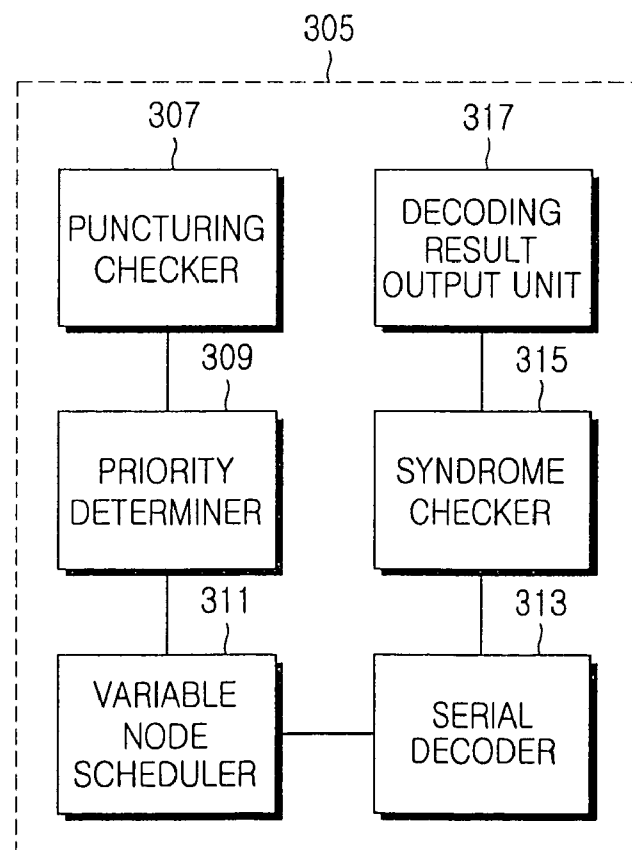 305
307
PUNCTURING
CHECKER
317
DECODING
RESULT
OUTPUT UNIT
309
PRIORITY
DETERMINER
315
SYNDROME
CHECKER
311
VARIABLE
NODE
SCHEDULER
313
SERIAL
DECODER